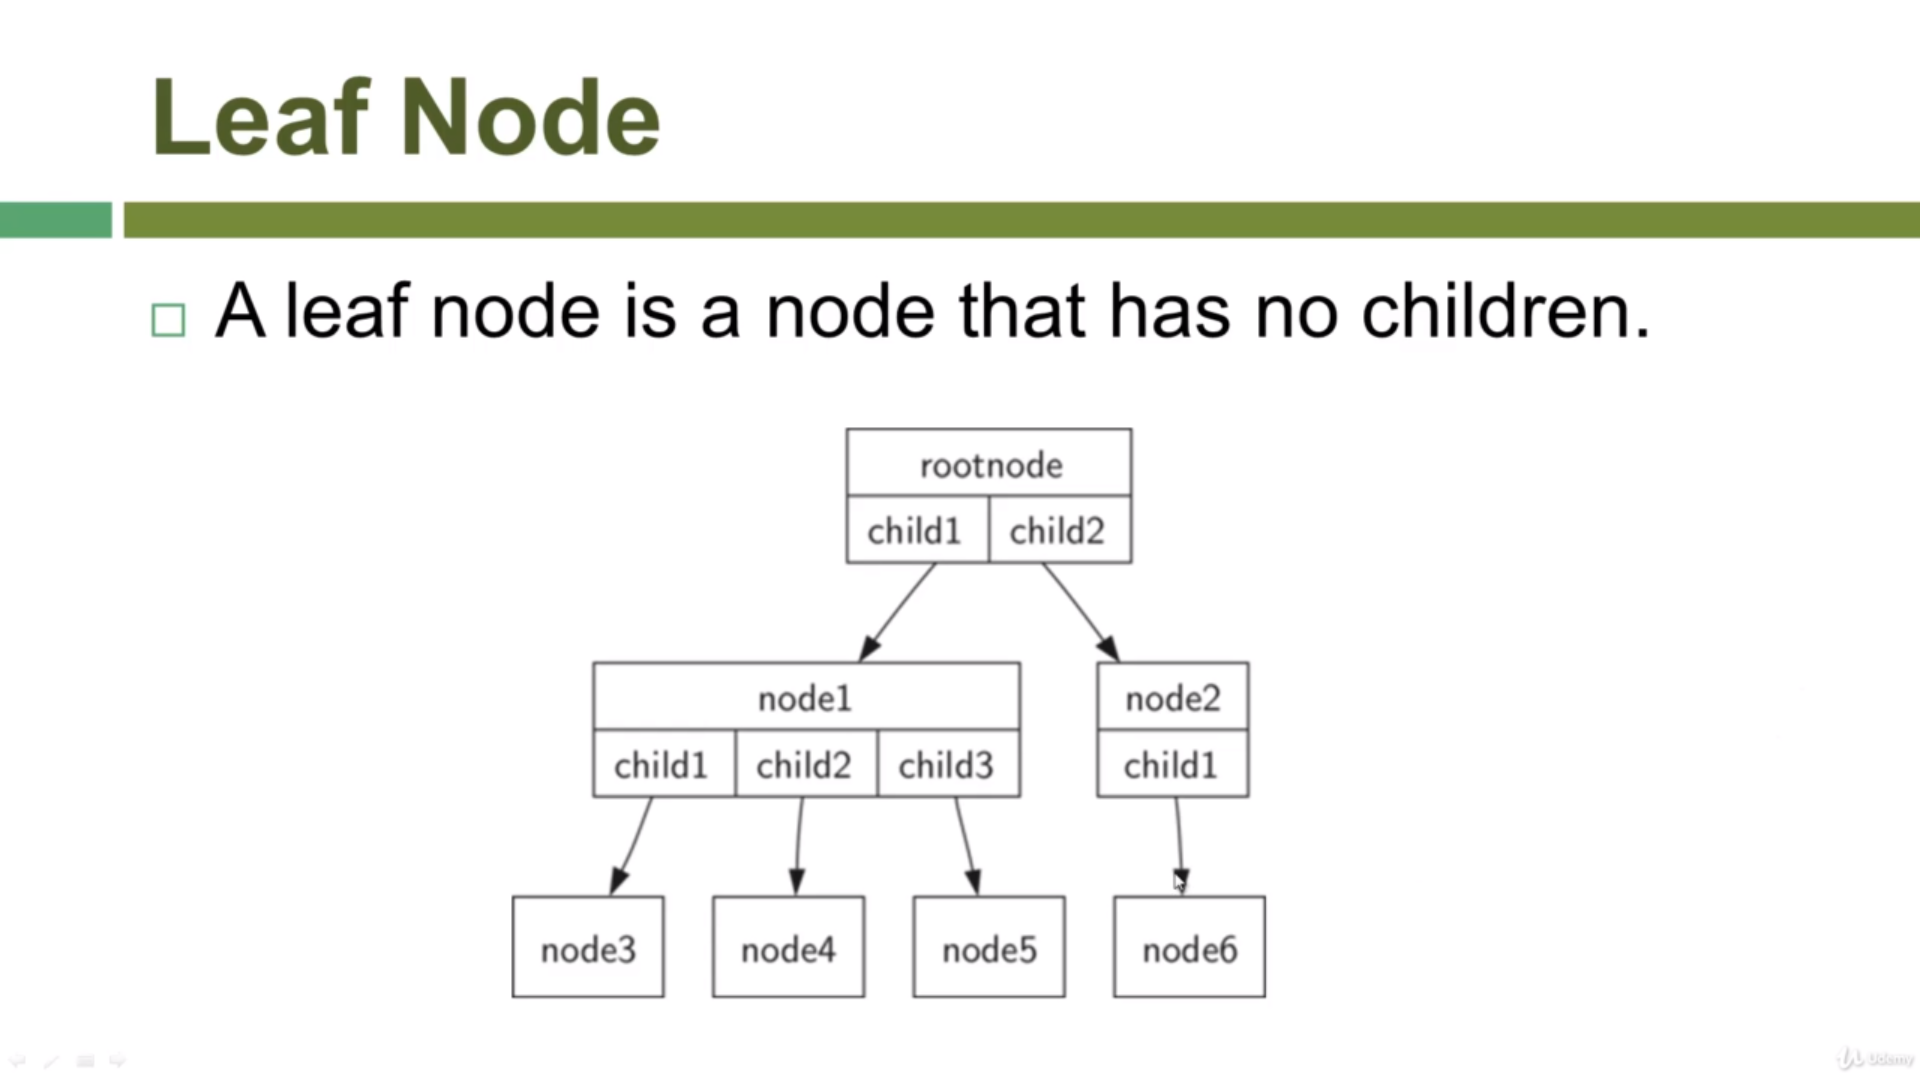 Leaf Node
A leaf node is a node that has no children.
rootnode
child1 child2
node1 node2
child1 child2 child3 child1
node3 node4 node5 node6
Udemy